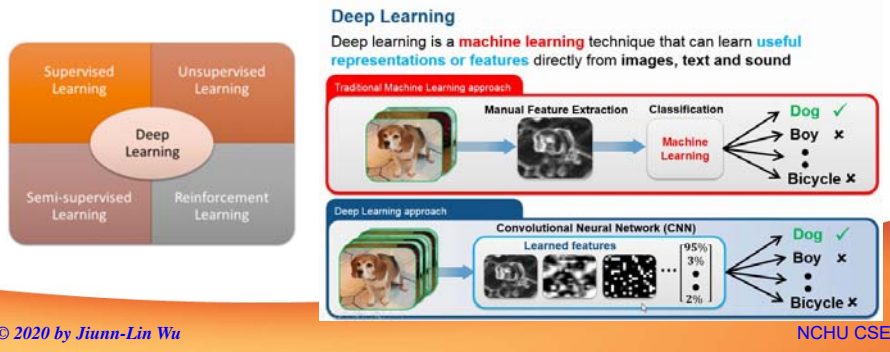 Supervised
Learning
Unsupervised
Learning
Deep
Learning
Semi-supervised
Learning
Reinforcement
Learning
Deep Learning
Deep learning is a machine learning technique that can learn useful
representations or features directly from images, text and sound
Traditional Machine Learning approach
Manual Feature Extraction
Classification
Machine
Learning
Dog ✓
Boy ✘
Bicycle ✘
Deep Learning approach
Convolutional Neural Network (CNN)
Learned features
95%
3%
2%
Dog ✓
Boy ✘
Bicycle ✘
© 2020 by Jiunn-Lin Wu
NCHU CSE